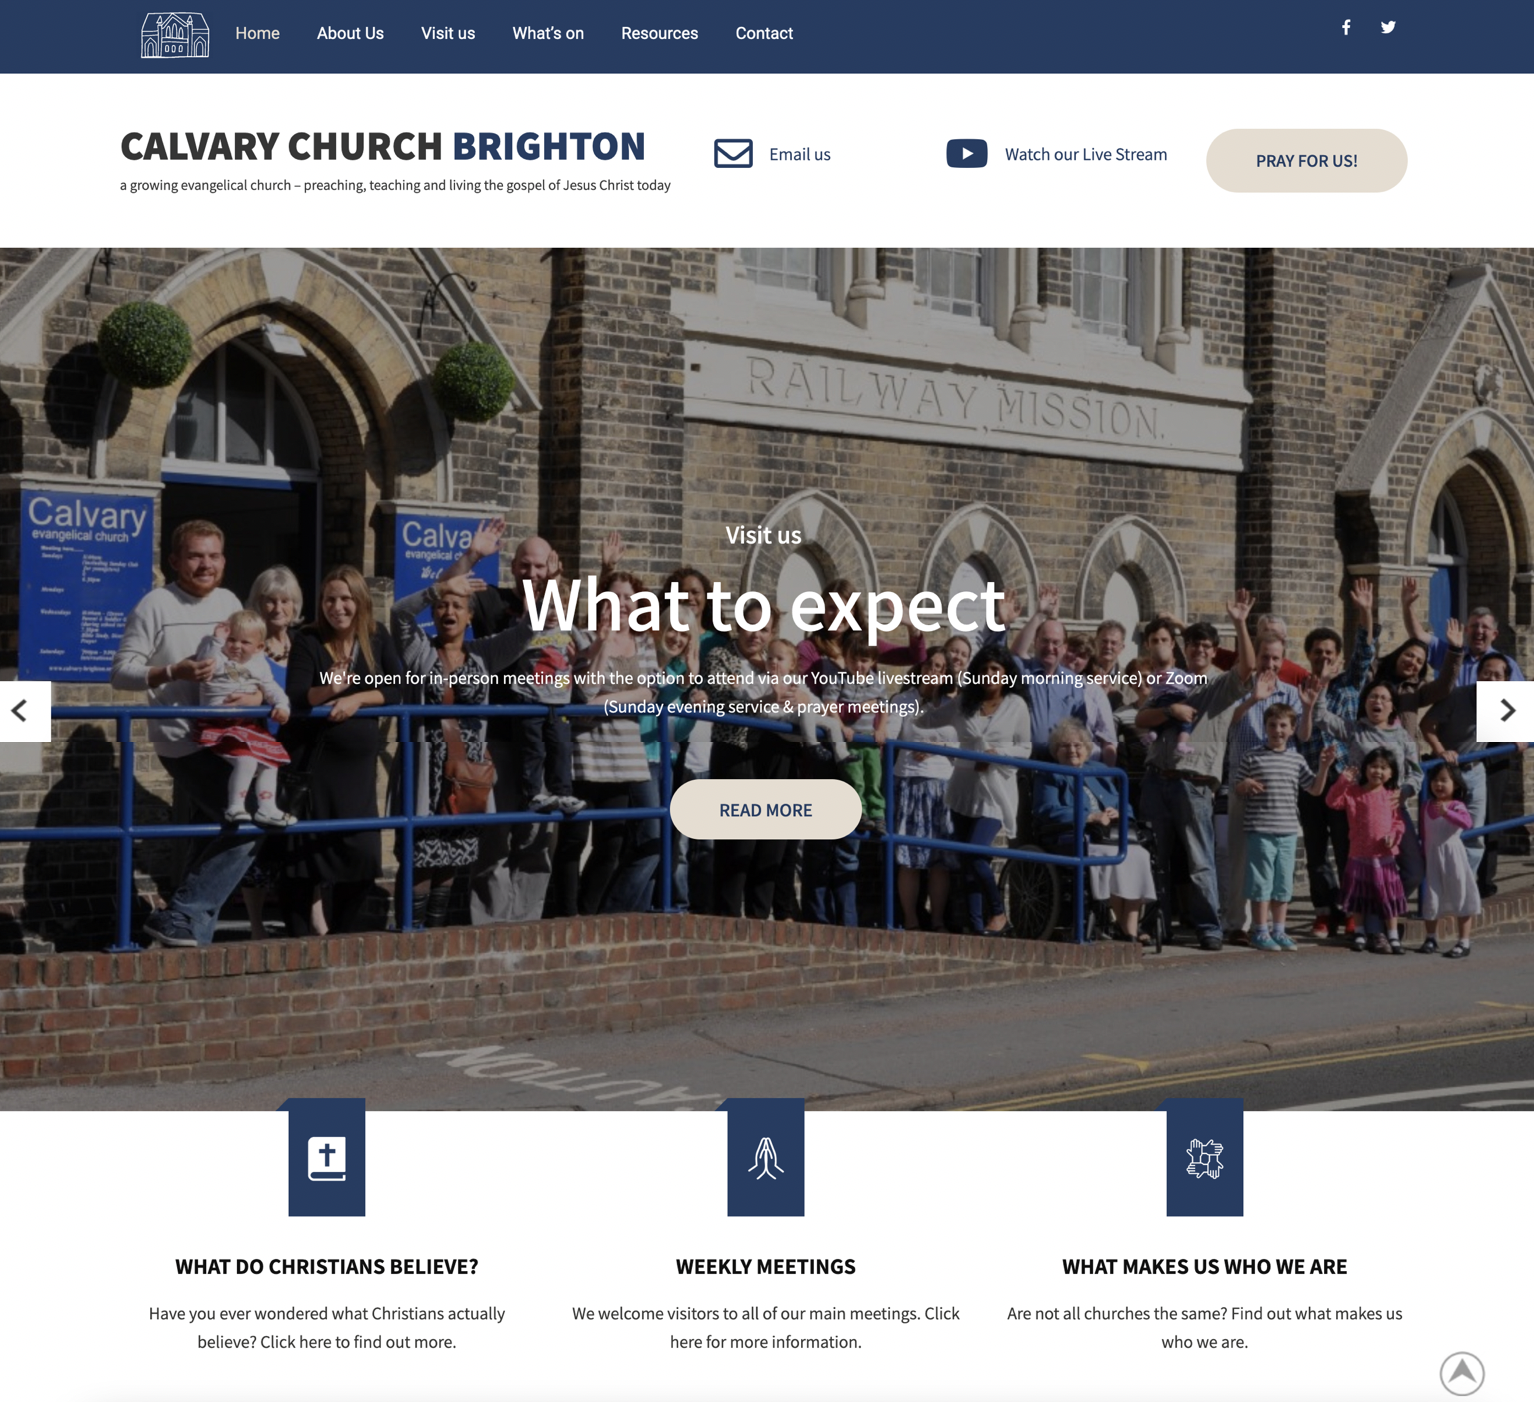 Home
About Us
Visit us
What's on
Resources
Contact
CALVARY CHURCH BRIGHTON
a growing evangelical church – preaching, teaching and living the gospel of Jesus Christ today
Email us
Watch our Live Stream
PRAY FOR US!
RAILWAY MISSION.
Calvary
evangelical church
Calva
evangelical c
Visit us
What to expect
We're open for in-person meetings with the option to attend via our YouTube livestream (Sunday morning service) or Zoom
(Sunday evening service & prayer meetings).
READ MORE
WHAT DO CHRISTIANS BELIEVE?
Have you ever wondered what Christians actually
believe? Click here to find out more.
WEEKLY MEETINGS
We welcome visitors to all of our main meetings. Click
here for more information.
WHAT MAKES US WHO WE ARE
Are not all churches the same? Find out what makes us
who we are.